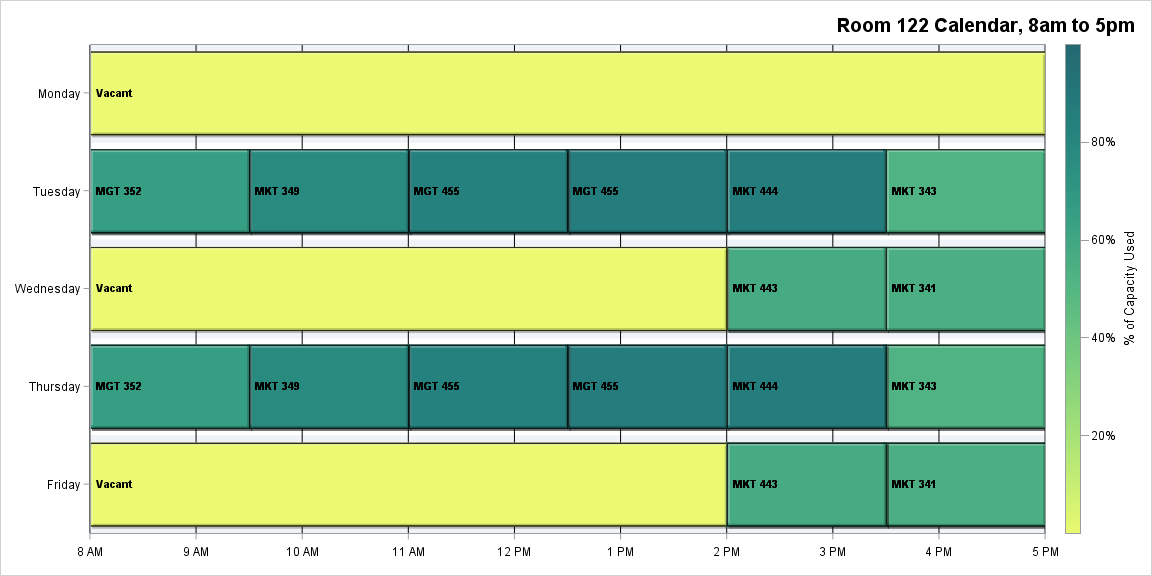 Room 122 Calendar, 8am to 5pm
Monday
Vacant
Tuesday
MGT 352
MKT 349
MGT 455
MGT 455
MKT 444
MKT 343
Wednesday
Vacant
MKT 443
MKT 341
Thursday
MGT 352
MKT 349
MGT 455
MGT 455
MKT 444
MKT 343
Friday
Vacant
MKT 443
MKT 341
8 AM
9 AM
10 AM
11 AM
12 PM
1 PM
2 PM
3 PM
4 PM
5 PM
80%
60%
40%
20%
% of Capacity Used